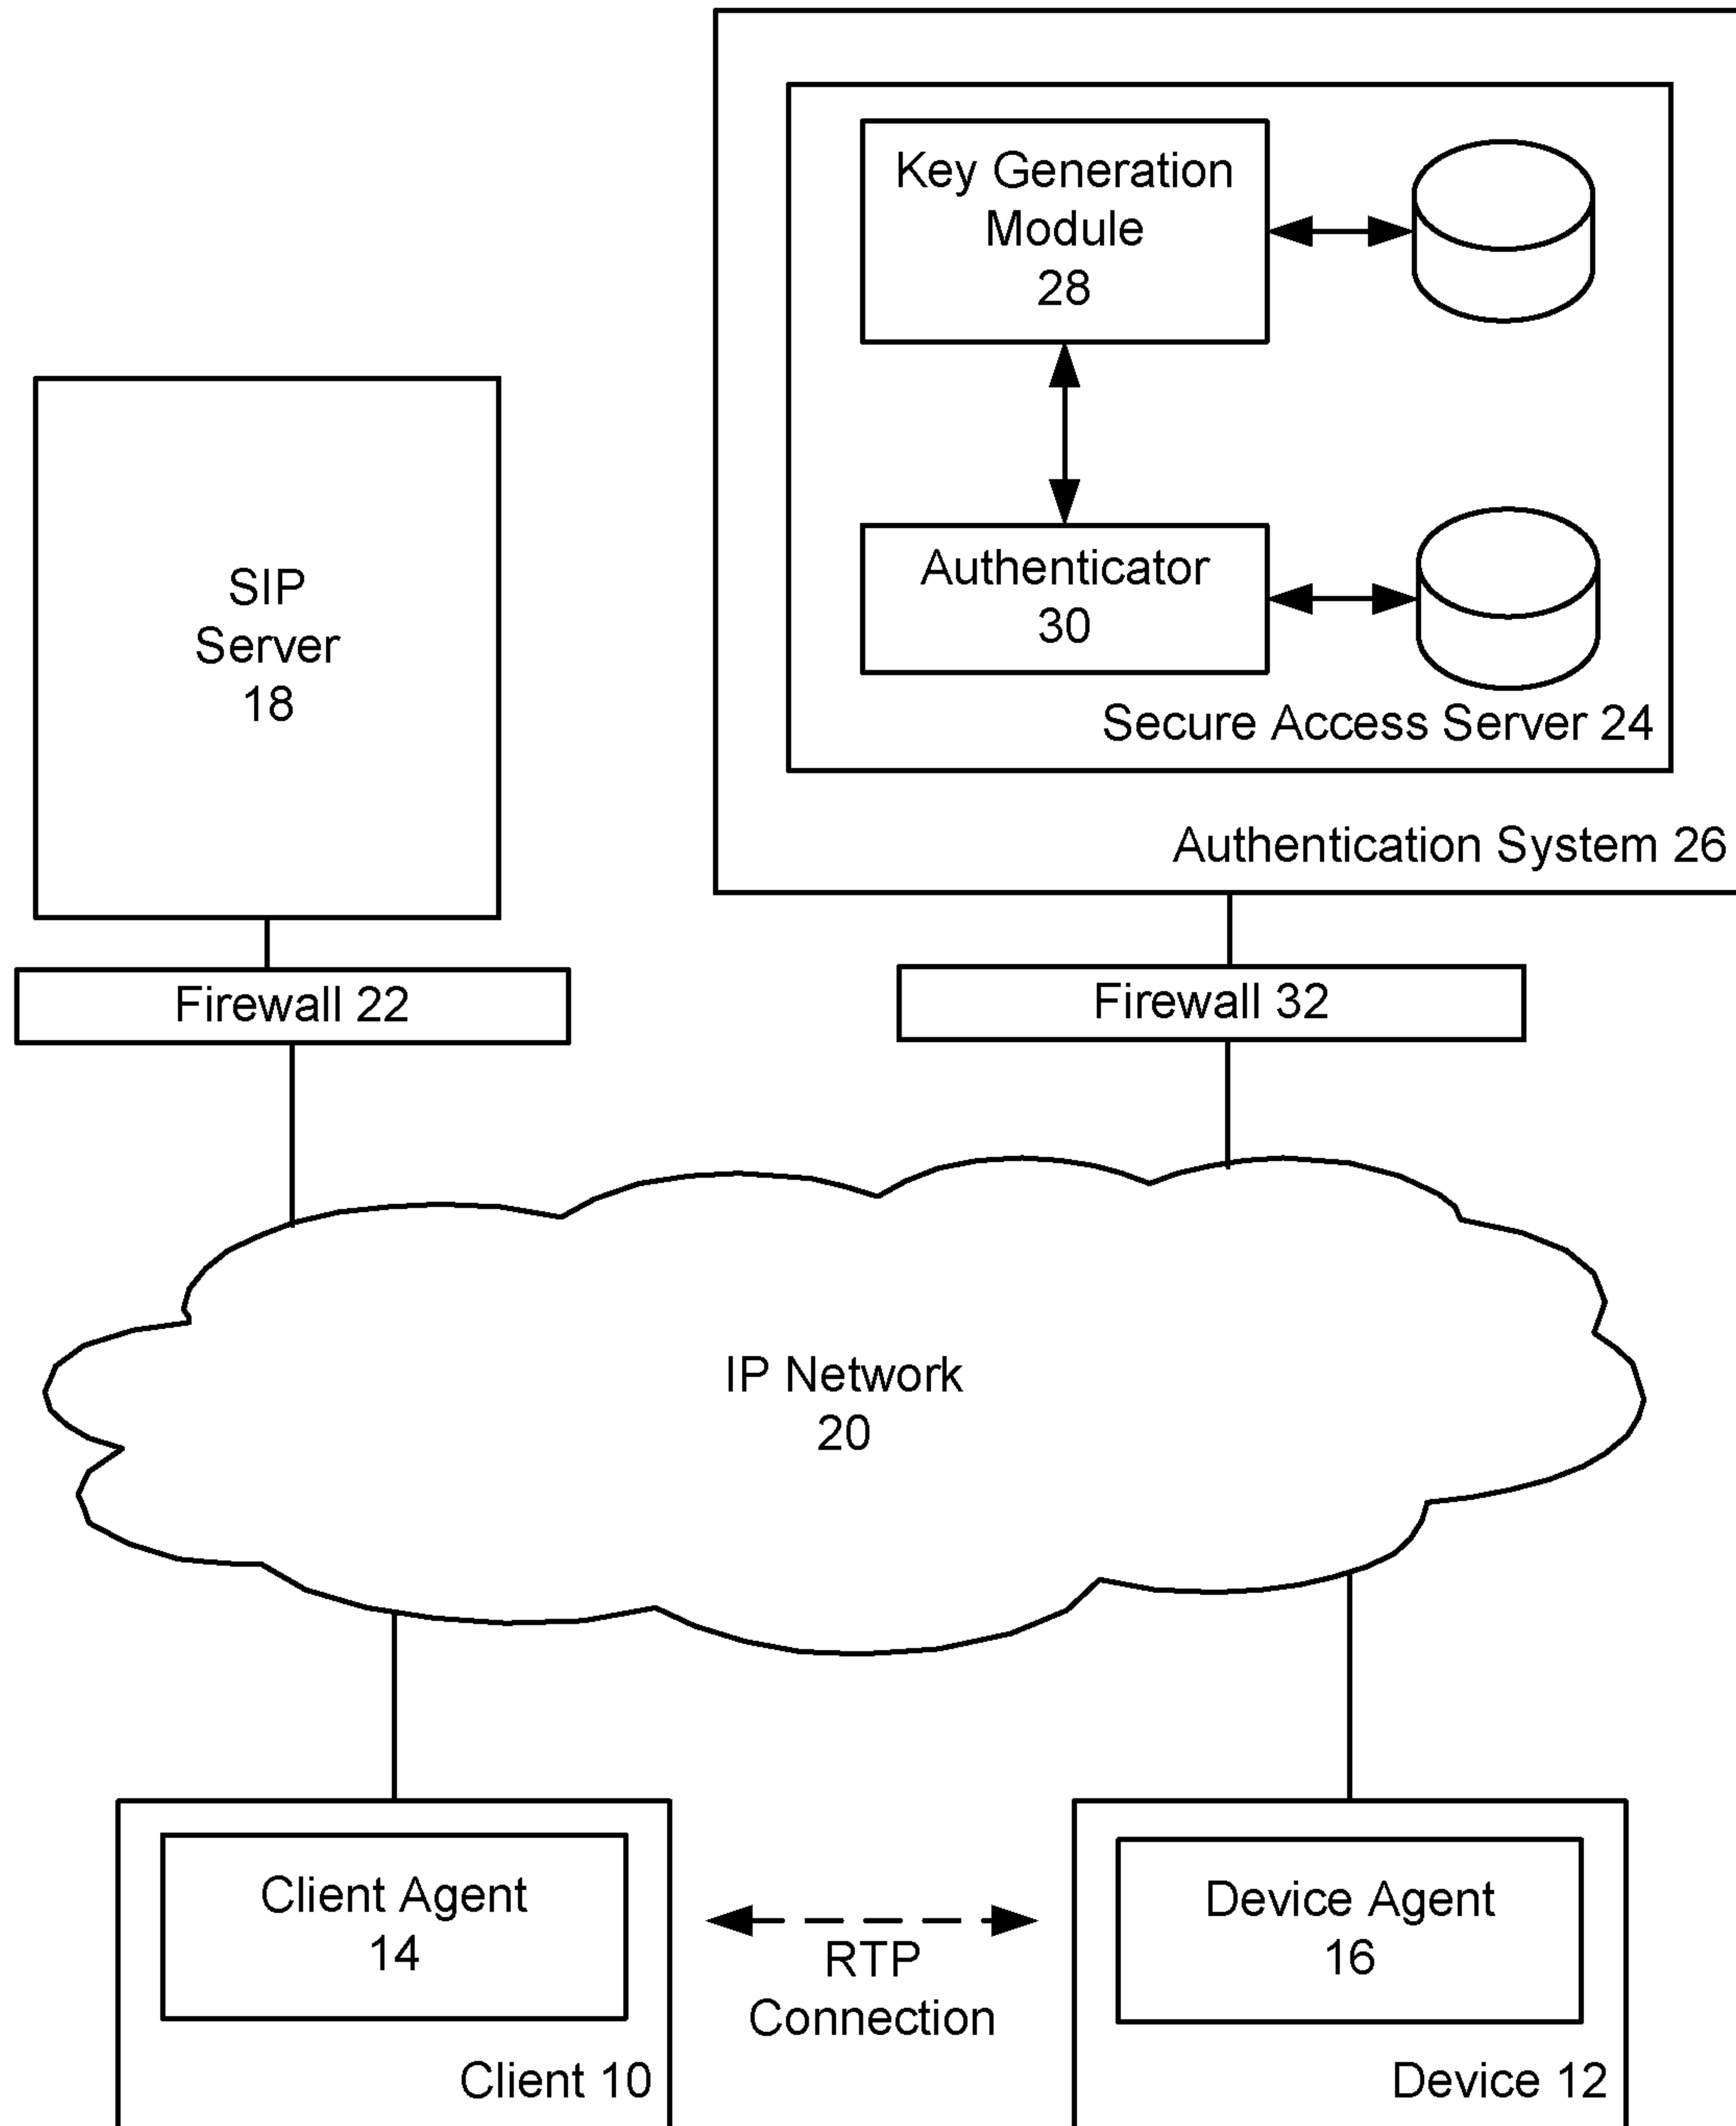 Key Generation
Module
28
SIP
Server
18
Authenticator
30
Secure Access Server 24
Authentication System 26
Firewall 22
Firewall 32
IP Network
20
Client Agent
14
Device Agent
16
RTP
Connection
Client 10
Device 12